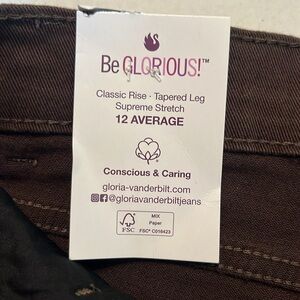 Be GLORIOUS!™
Classic Rise · Tapered Leg
Supreme Stretch
12 AVERAGE
Conscious & Caring
gloria-vanderbilt.com
@gloriavanderbiltjeans
FSC
MIX
Paper
FSC® C018423